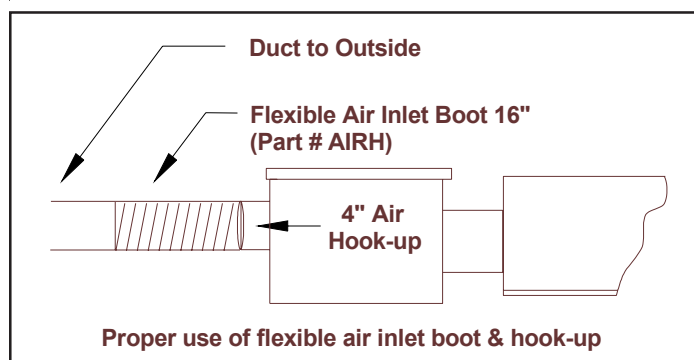 Duct to Outside
Flexible Air Inlet Boot 16"
(Part # AIRH)
4" Air
Hook-up
Proper use of flexible air inlet boot & hook-up